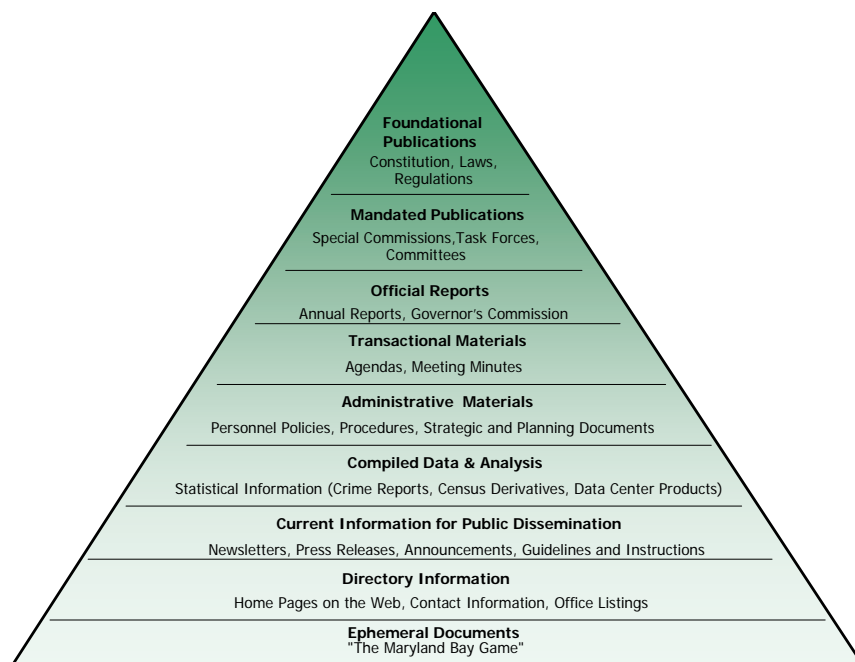 Foundational
Publications
Constitution, Laws,
Regulations
Mandated Publications
Special Commissions,Task Forces,
Committees
Official Reports
Annual Reports, Governor's Commission
Transactional Materials
Agendas, Meeting Minutes
Administrative Materials
Personnel Policies, Procedures, Strategic and Planning Documents
Compiled Data & Analysis
Statistical Information (Crime Reports, Census Derivatives, Data Center Products)
Current Information for Public Dissemination
Newsletters, Press Releases, Announcements, Guidelines and Instructions
Directory Information
Home Pages on the Web, Contact Information, Office Listings
Ephemeral Documents
"The Maryland Bay Game"